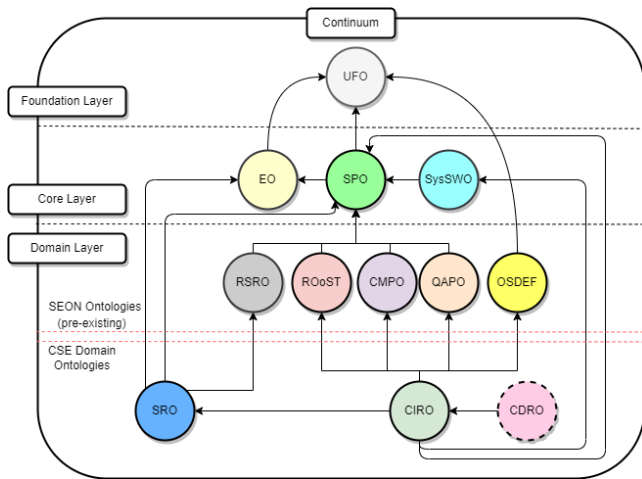 Continuum
UFO
Foundation Layer
EO
SPO
SysSWO
Core Layer
Domain Layer
RSRO
ROoST
CMPO
QAPO
OSDEF
SEON Ontologies
(pre-existing)
CSE Domain
Ontologies
SRO
CIRO
CDRO